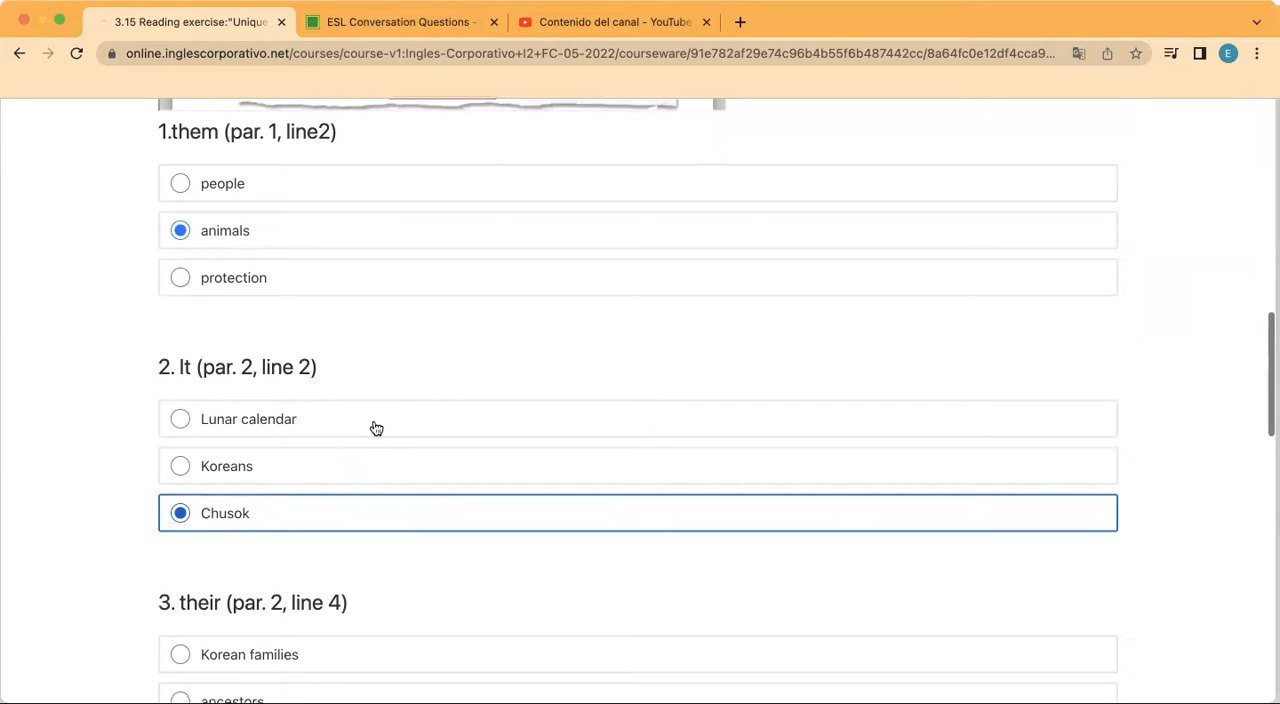 3.15 Reading exercise:"Unique
ESL Conversation Questions -
Contenido del canal - YouTube
online.inglescorporativo.net/courses/course-v1:Ingles-Corporativo+I2+FC-05-2022/courseware/91e782af29e74c96b4b55f6b487442cc/8a64fc0e12df4cca9...
E
1.them (par. 1, line2)
people
animals
protection
2. It (par. 2, line 2)
Lunar calendar
Koreans
Chusok
3. their (par. 2, line 4)
Korean families
ancestors